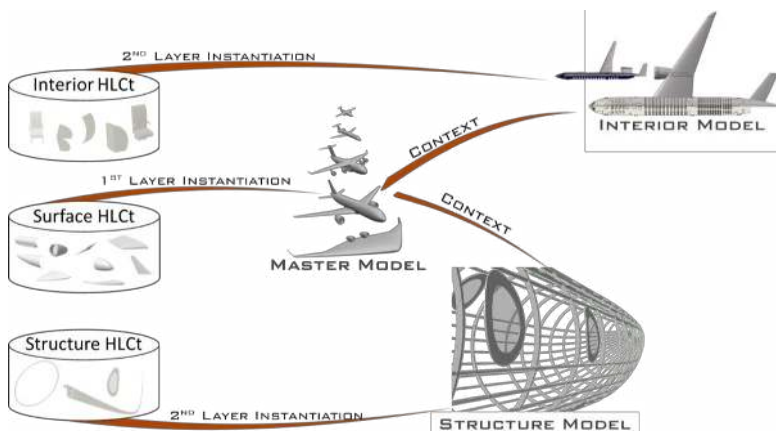 2ND LAYER INSTANTIATION
Interior HLCt
INTERIOR MODEL
CONTEXT
1ST LAYER INSTANTIATION
Surface HLCt
CONTEXT
MASTER MODEL
Structure HLCt
2ND LAYER INSTANTIATION
STRUCTURE MODEL